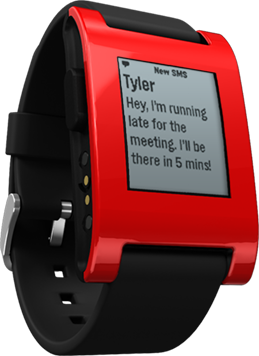 New SMS
Tyler
Hey, I'm running
late for the
meeting. I'll be
there in 5 mins!